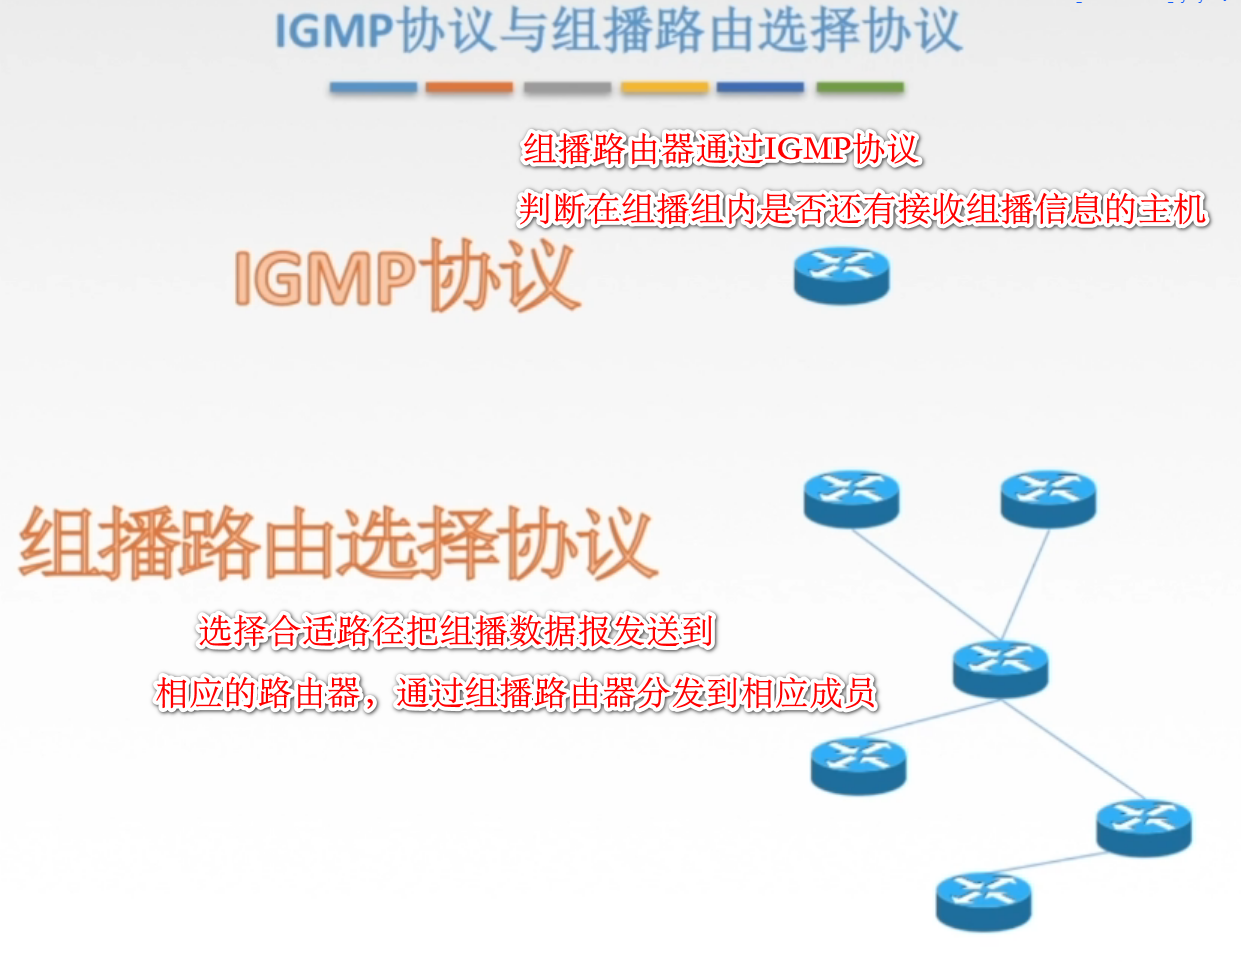 IGMP协议与组播路由选择协议
组播路由器通过IGMP协议
判断在组播组内是否还有接收组播信息的主机
IGMP协议
组播路由选择协议
选择合适路径把组播数据报发送到
相应的路由器，通过组播路由器分发到相应成员